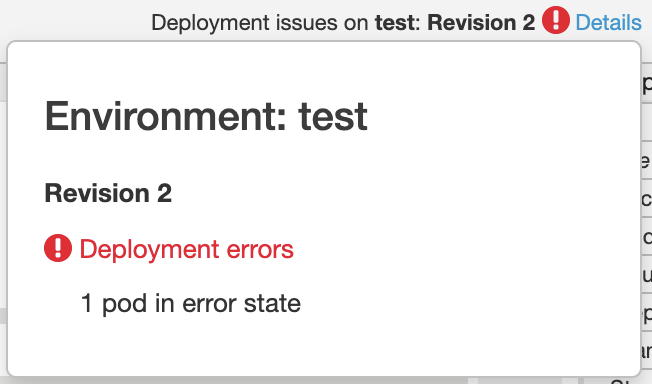 Deployment issues on test: Revision 2 Details
Environment: test
Revision 2
Deployment errors
1 pod in error state